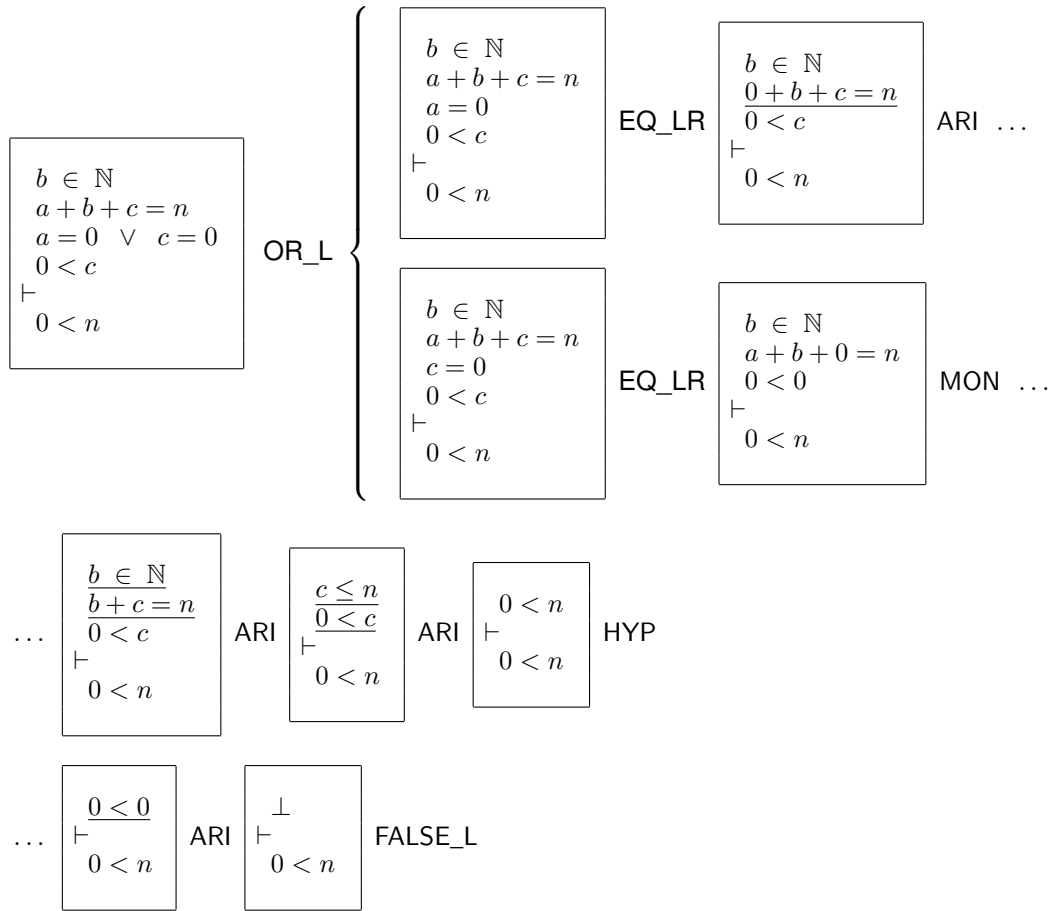 b ∈ ℕ
a + b + c = n
a = 0 ∨ c = 0
0 < c
⊢
0 < n
OR_L
b ∈ ℕ
a + b + c = n
a = 0
0 < c
⊢
0 < n
EQ_LR
b ∈ ℕ
0 + b + c = n
0 < c
⊢
0 < n
ARI ...
b ∈ ℕ
a + b + c = n
c = 0
0 < c
⊢
0 < n
EQ_LR
b ∈ ℕ
a + b + 0 = n
0 < 0
⊢
0 < n
MON ...
...
b ∈ ℕ
b + c = n
0 < c
⊢
0 < n
ARI
c ≤ n
0 < c
⊢
0 < n
ARI
0 < n
⊢
0 < n
HYP
...
0 < 0
⊢
0 < n
ARI
⊥
⊢
0 < n
FALSE_L